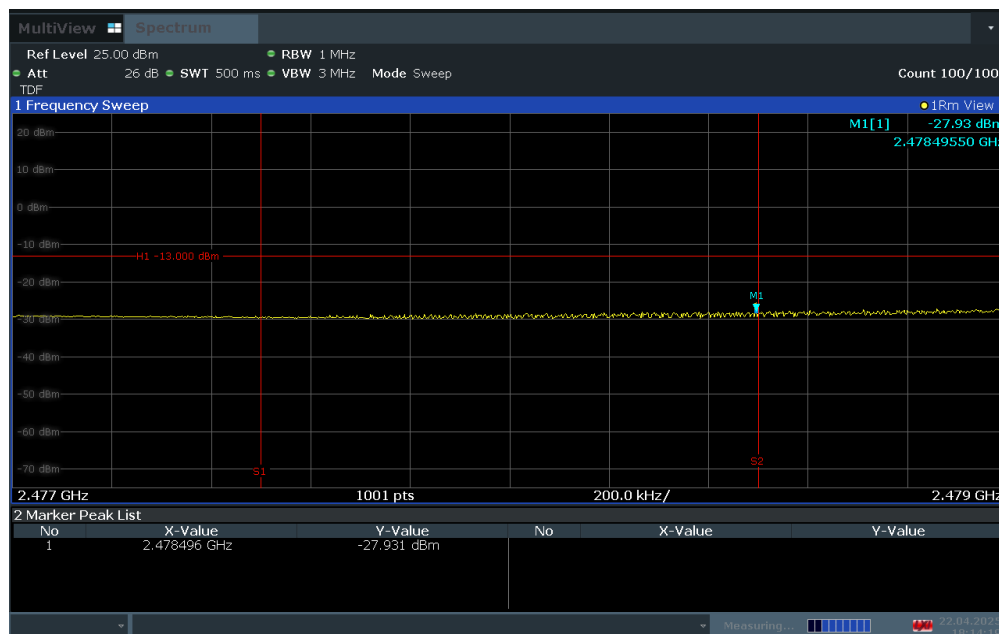 MultiView Spectrum
Ref Level 25.00 dBm RBW 1 MHz
Att 26 dB SWT 500 ms VBW 3 MHz Mode Sweep Count 100/100
TDF
1 Frequency Sweep 1Rm View
M1[1] -27.93 dBm
2.47849550 GHz
20 dBm
10 dBm
0 dBm
-10 dBm
H1 -13.000 dBm
-20 dBm
M1
-30 dBm
-40 dBm
-50 dBm
-60 dBm
-70 dBm
S1
S2
2.477 GHz 1001 pts 200.0 kHz/ 2.479 GHz
2 Marker Peak List
No X-Value Y-Value No X-Value Y-Value
1 2.478496 GHz -27.931 dBm
Measuring...